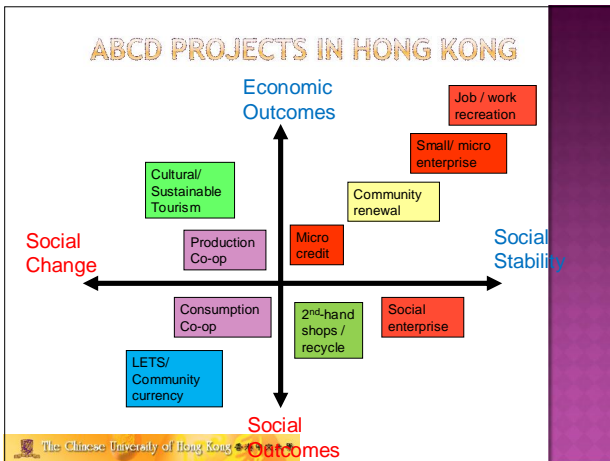 ABCD PROJECTS IN HONG KONG
Economic
Outcomes
Job / work
recreation
Small/ micro
enterprise
Cultural/
Sustainable
Tourism
Community
renewal
Social
Change
Production
Co-op
Micro
credit
Social
Stability
Consumption
Co-op
2nd-hand
shops /
recycle
Social
enterprise
LETS/
Community
currency
Social
Outcomes
The Chinese University of Hong Kong